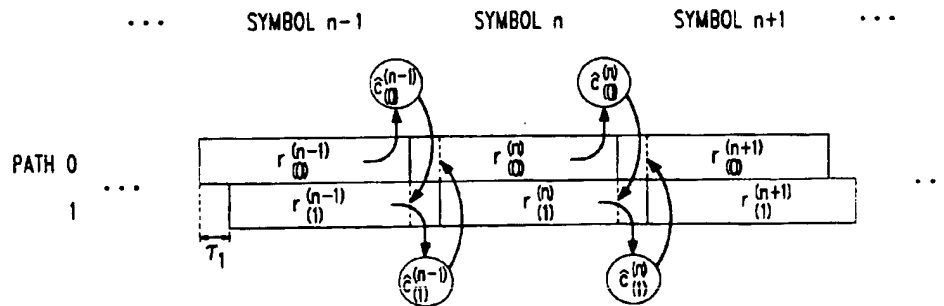 ··· SYMBOL n-1 SYMBOL n SYMBOL n+1 ···
ĉ(0)^(n-1) ĉ(0)^(n)
PATH 0 r(0)^(n-1) r(0)^(n) r(0)^(n+1)
··· ···
1 r(1)^(n-1) r(1)^(n) r(1)^(n+1)
τ1
ĉ(1)^(n-1) ĉ(1)^(n)